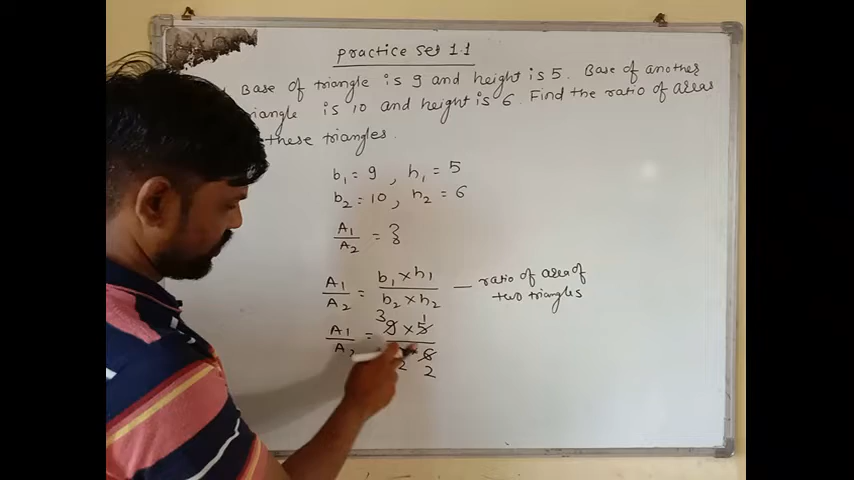 Practice Set 1.1
Base of triangle is 9 and height is 5. Base of another
iangle is 10 and height is 6. Find the ratio of areas
these triangles.
b₁ = 9 , h₁ = 5
b₂ = 10 , h₂ = 6
A₁/A₂ = ?
A₁/A₂ = b₁ × h₁ / b₂ × h₂ — ratio of area of
two triangles
3 1
A₁/A₂ = 9 × 5 / × 6
2 2